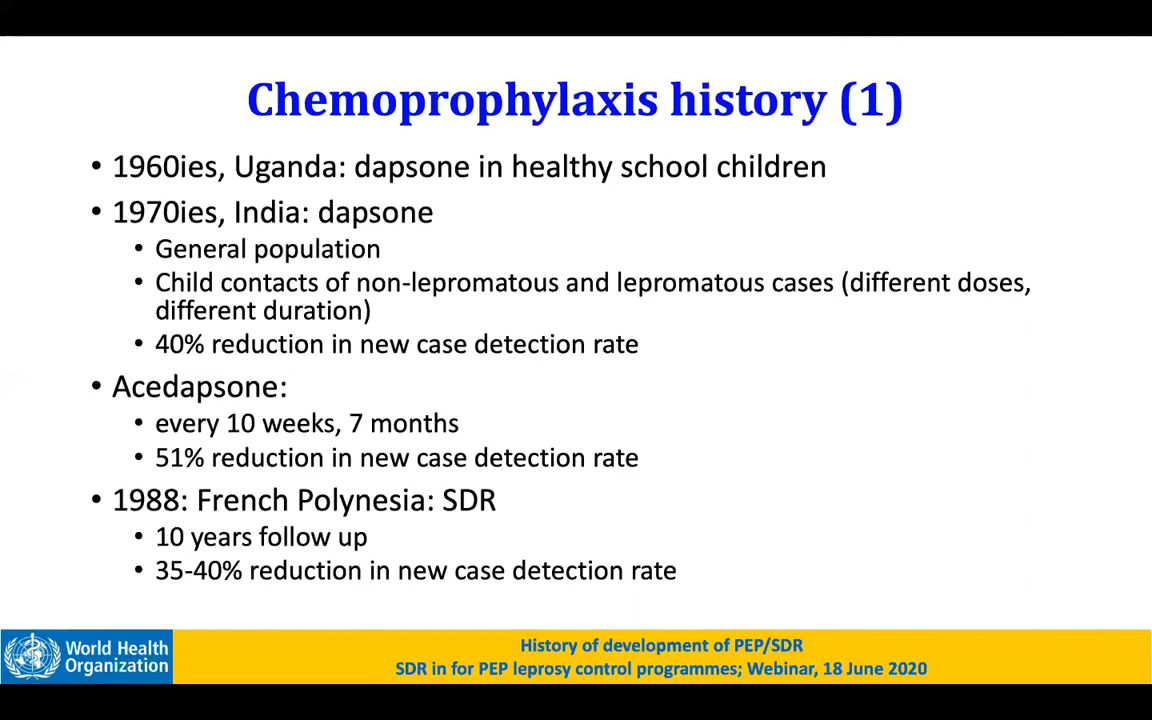 Chemoprophylaxis history (1)
• 1960ies, Uganda: dapsone in healthy school children
• 1970ies, India: dapsone
• General population
• Child contacts of non-lepromatous and lepromatous cases (different doses,
different duration)
• 40% reduction in new case detection rate
• Acedapsone:
• every 10 weeks, 7 months
• 51% reduction in new case detection rate
• 1988: French Polynesia: SDR
• 10 years follow up
• 35-40% reduction in new case detection rate
World Health
Organization
History of development of PEP/SDR
SDR in for PEP leprosy control programmes; Webinar, 18 June 2020